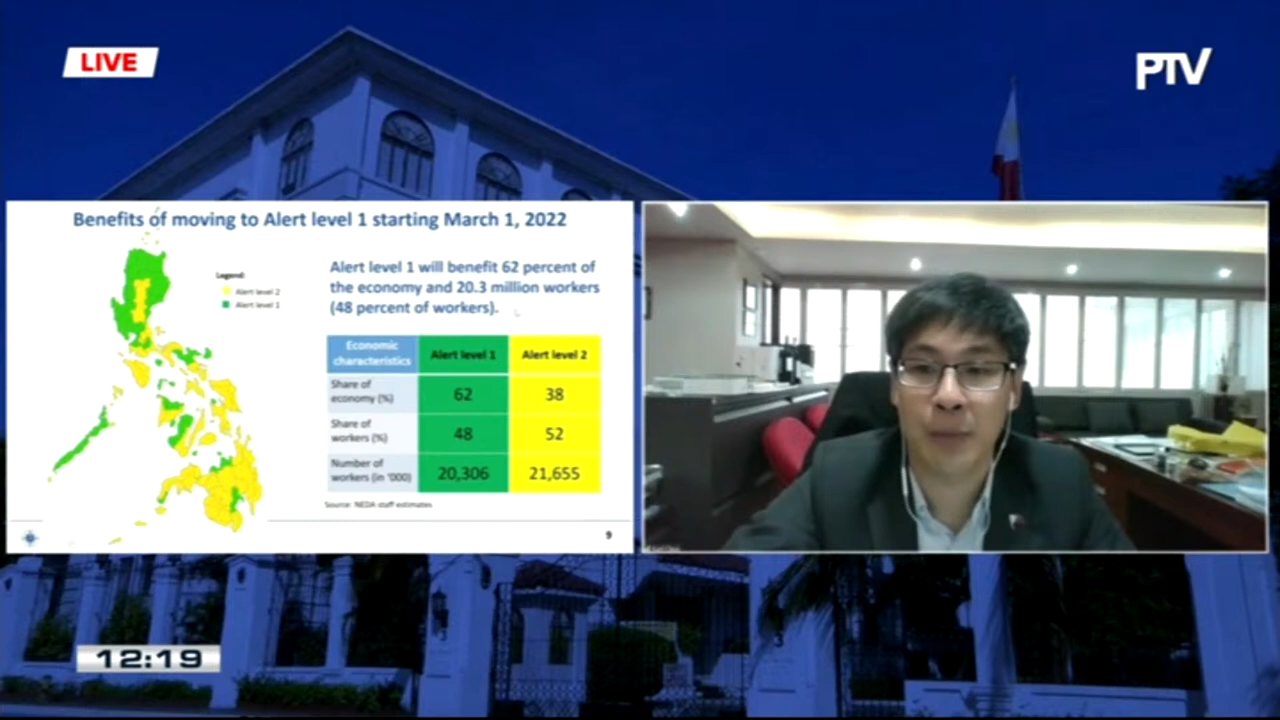 LIVE
PTV
Benefits of moving to Alert level 1 starting March 1, 2022
Legend:
Alert level 2
Alert level 1
Alert level 1 will benefit 62 percent of
the economy and 20.3 million workers
(48 percent of workers).
Economic
characteristics
Alert level 1
Alert level 2
Share of
economy (%)
62
38
Share of
workers (%)
48
52
Number of
workers (in '000)
20,306
21,655
Source: NEDA staff estimates
9
12:19